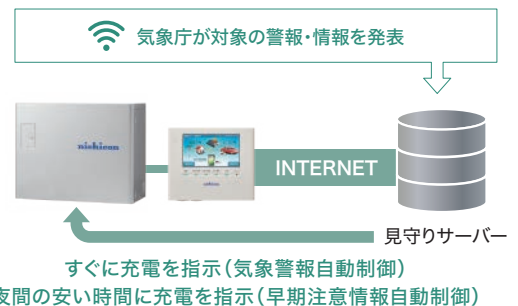 気象庁が対象の警報・情報を発表
nichicon
INTERNET
見守りサーバー
すぐに充電を指示（気象警報自動制御）
夜間の安い時間に充電を指示（早期注意情報自動制御）